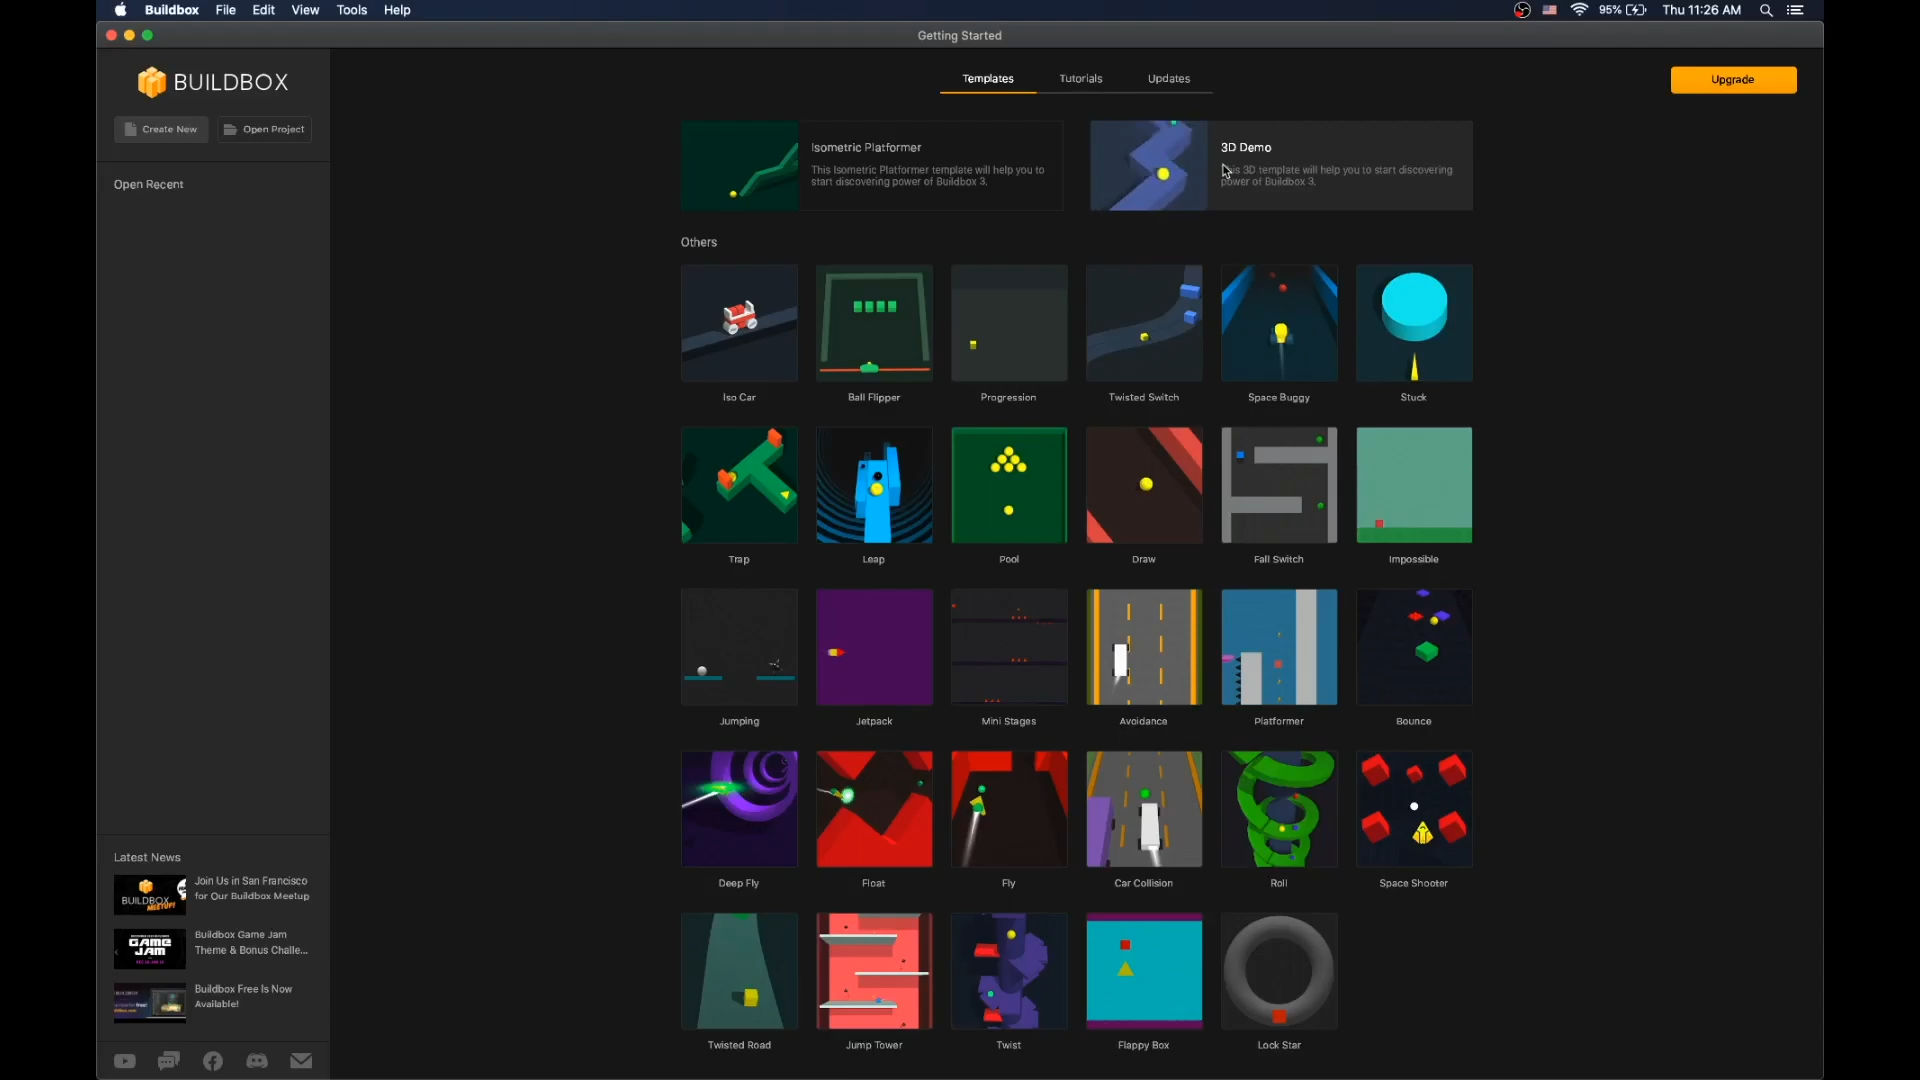 Buildbox File Edit View Tools Help
95% Thu 11:26 AM
Getting Started
BUILDBOX
Create New Open Project
Open Recent
Templates Tutorials Updates
Upgrade
Isometric Platformer
This Isometric Platformer template will help you to
start discovering power of Buildbox 3.
3D Demo
This 3D template will help you to start discovering
power of Buildbox 3.
Others
Iso Car Ball Flipper Progression Twisted Switch Space Buggy Stuck
Trap Leap Pool Draw Fall Switch Impossible
Jumping Jetpack Mini Stages Avoidance Platformer Bounce
Deep Fly Float Fly Car Collision Roll Space Shooter
Twisted Road Jump Tower Twist Flappy Box Lock Star
Latest News
BUILDBOX
MEETUP!
Join Us in San Francisco
for Our Buildbox Meetup
GAME
JAM
Buildbox Game Jam
Theme & Bonus Challe...
Buildbox Free Is Now
Available!